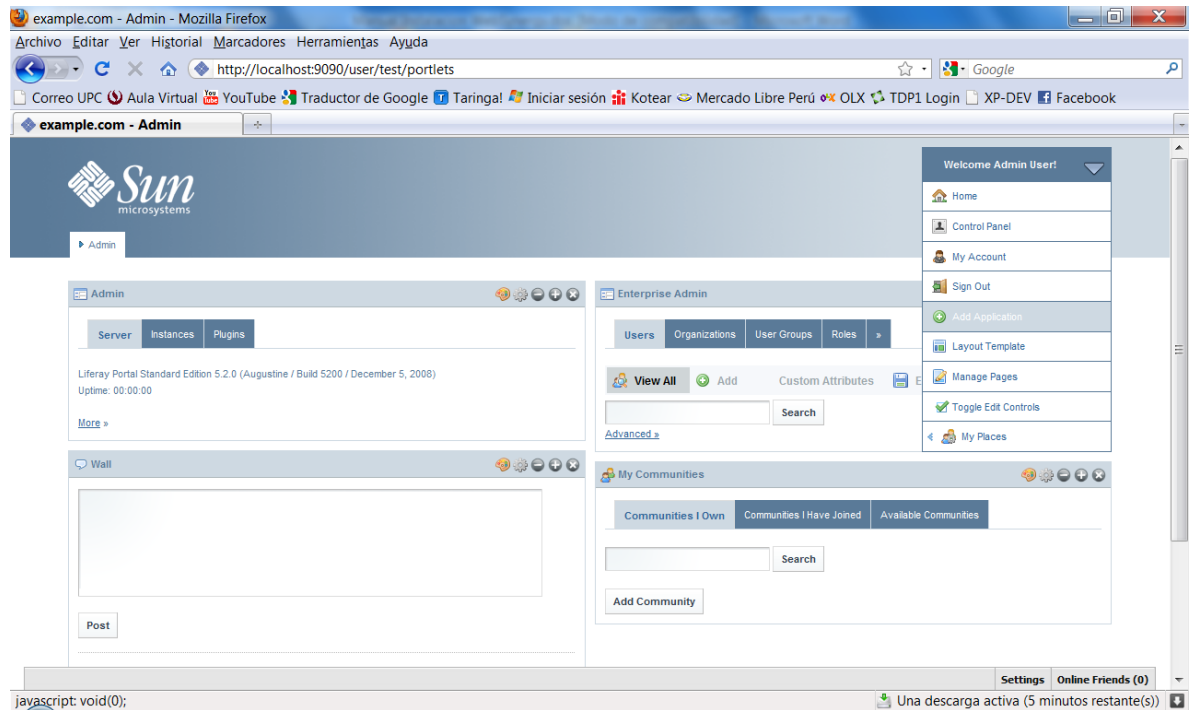 example.com - Admin - Mozilla Firefox
Archivo Editar Ver Historial Marcadores Herramientas Ayuda
http://localhost:9090/user/test/portlets Google
Correo UPC Aula Virtual YouTube Traductor de Google Taringa! Iniciar sesión Kotear Mercado Libre Perú OLX TDP1 Login XP-DEV Facebook
example.com - Admin
Sun
microsystems
Admin
Welcome Admin User!
Home
Control Panel
My Account
Sign Out
Add Application
Layout Template
Manage Pages
Toggle Edit Controls
My Places
Admin
Server Instances Plugins
Liferay Portal Standard Edition 5.2.0 (Augustine / Build 5200 / December 5, 2008)
Uptime: 00:00:00
More »
Enterprise Admin
Users Organizations User Groups Roles »
View All Add Custom Attributes E
Search
Advanced »
Wall
Post
My Communities
Communities I Own Communities I Have Joined Available Communities
Search
Add Community
Settings Online Friends (0)
javascript: void(0); Una descarga activa (5 minutos restante(s))